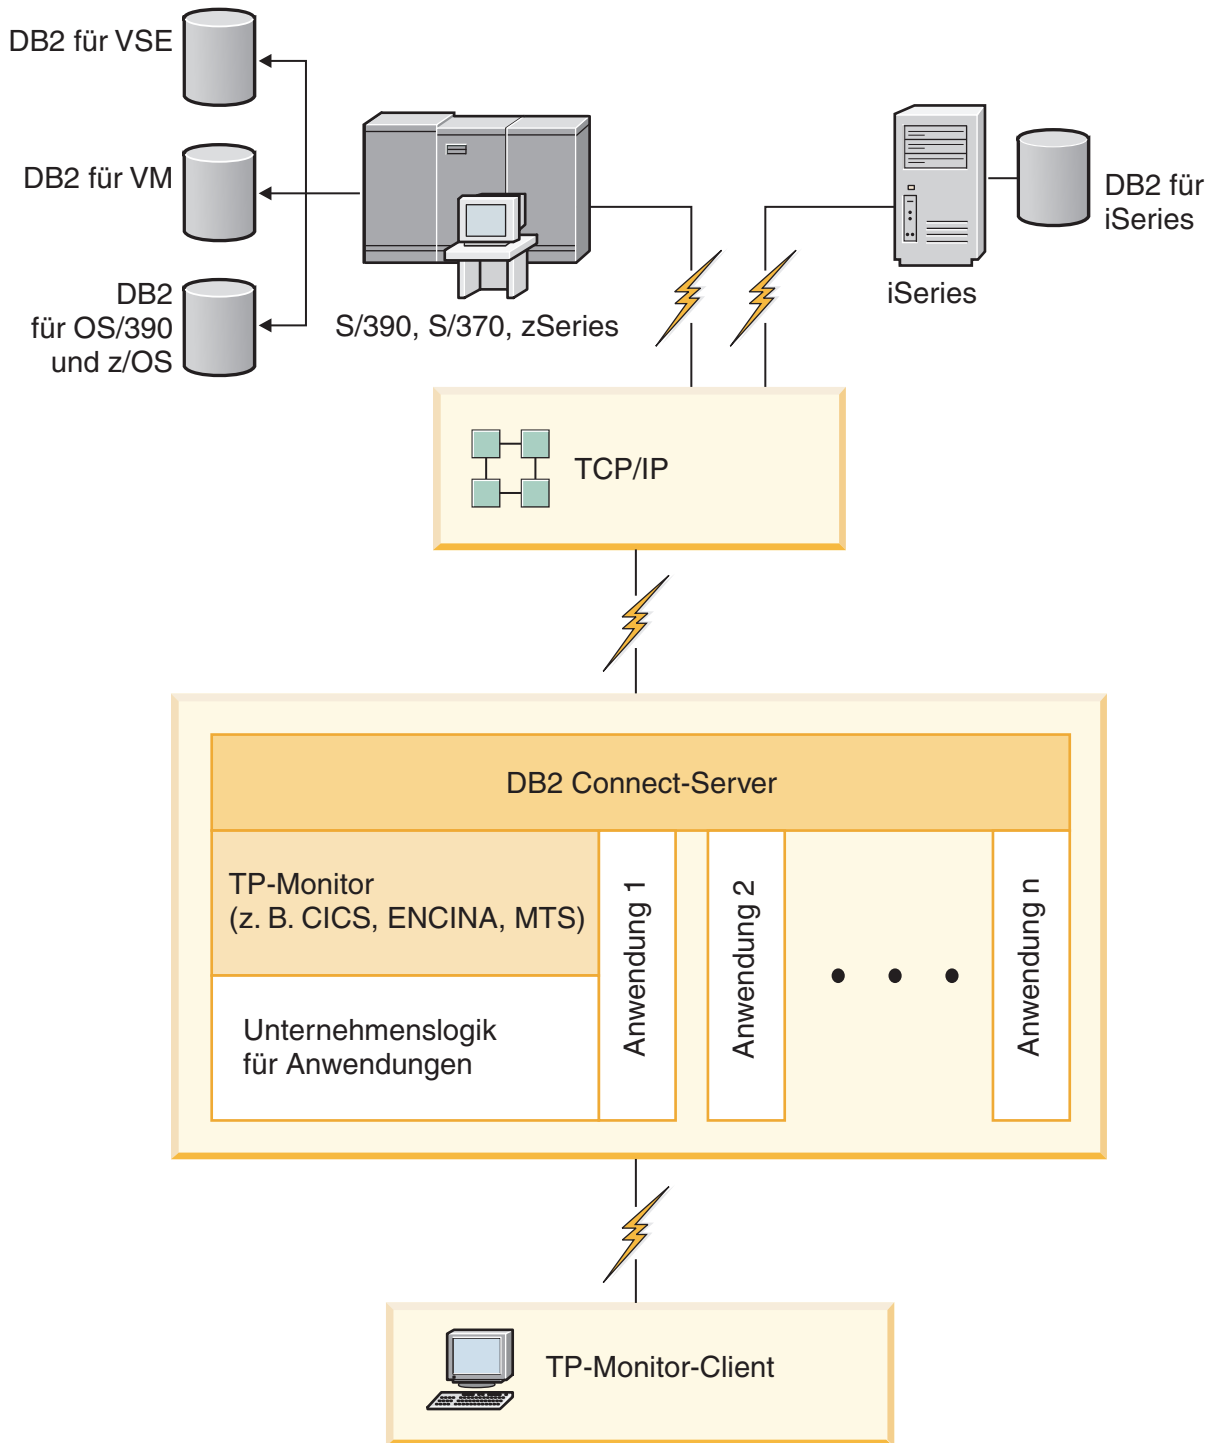 DB2 für VSE
DB2 für VM
DB2
für OS/390
und z/OS
S/390, S/370, zSeries
iSeries
DB2 für
iSeries
TCP/IP
DB2 Connect-Server
TP-Monitor
(z. B. CICS, ENCINA, MTS)
Unternehmenslogik
für Anwendungen
Anwendung 1
Anwendung 2
• • •
Anwendung n
TP-Monitor-Client